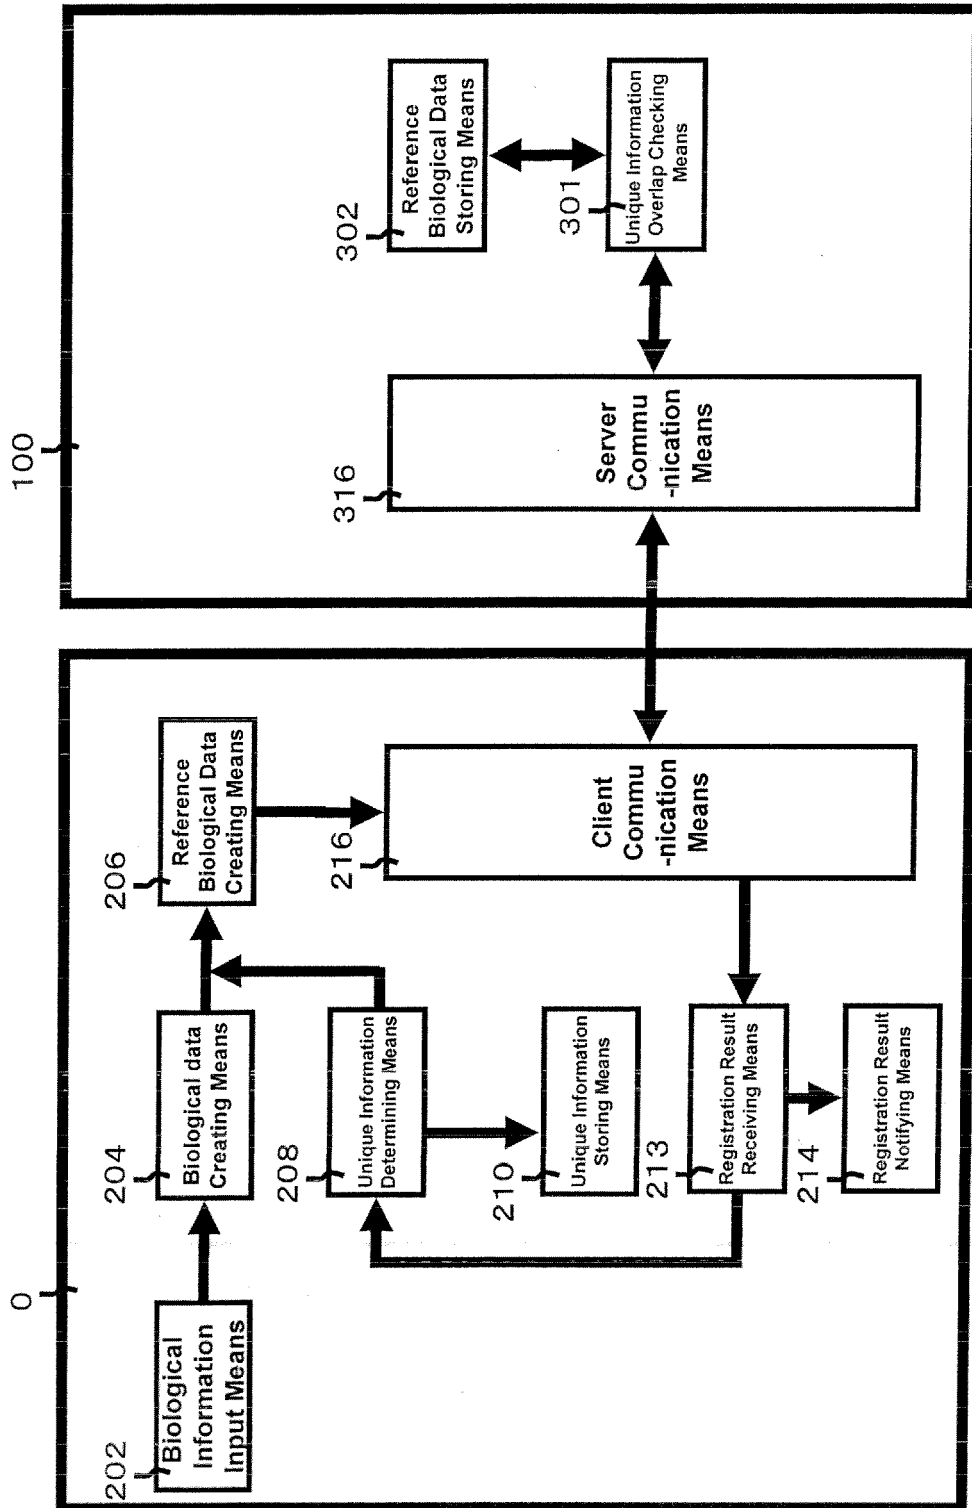 0
202
Biological
Information
Input Means
204
Biological data
Creating Means
206
Reference
Biological Data
Creating Means
208
Unique Information
Determining Means
210
Unique Information
Storing Means
213
Registration Result
Receiving Means
214
Registration Result
Notifying Means
216
Client
Commu
-nication
Means
100
316
Server
Commu
-nication
Means
302
Reference
Biological Data
Storing Means
301
Unique Information
Overlap Checking
Means